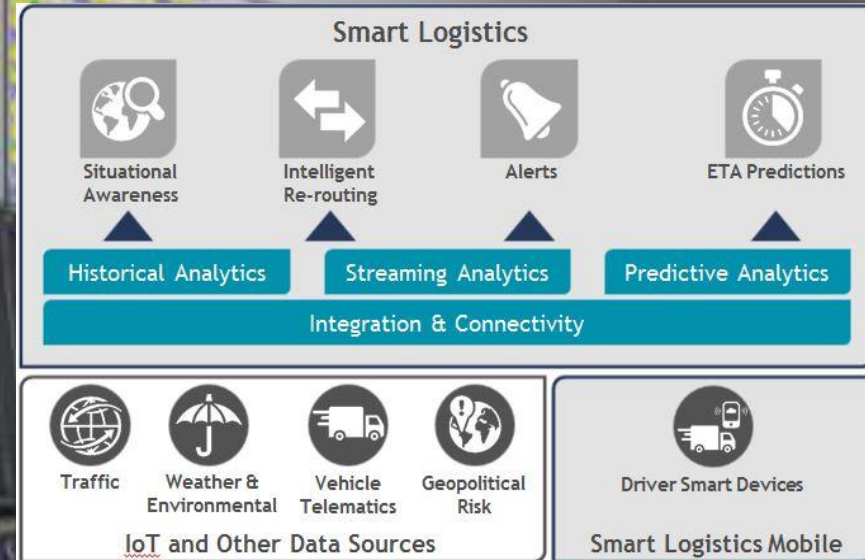 Smart Logistics
Situational
Awareness
Intelligent
Re-routing
Alerts
ETA Predictions
Historical Analytics
Streaming Analytics
Predictive Analytics
Integration & Connectivity
Traffic
Weather &
Environmental
Vehicle
Telematics
Geopolitical
Risk
IoT and Other Data Sources
Driver Smart Devices
Smart Logistics Mobile